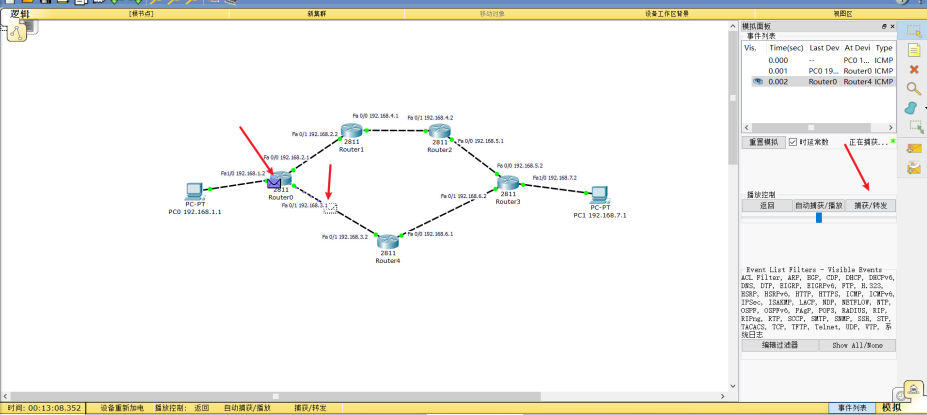 逻辑 [根节点] 新集群 移动对象 设备工作区背景 视图区
模拟面板
事件列表
Vis. Time(sec) Last Dev At Devi Type
0.000 -- PC0 1... ICMP
0.001 PC0 19... Router0 ICMP
0.002 Router0 Router4 ICMP
重置模拟 时延常数 正在捕获...
播放控制
返回 自动捕获/播放 捕获/转发
Event List Filters - Visible Events
ACL Filter, ARP, BGP, CDP, DHCP, DHCPv6,
DNS, DTP, EIGRP, EIGRPv6, FTP, H.323,
HSRP, HSRPv6, HTTP, HTTPS, ICMP, ICMPv6,
IPSec, ISAKMP, LACP, NDP, NETFLOW, NTP,
OSPF, OSPFv6, PAgP, POP3, RADIUS, RIP,
RIPng, RTP, SCCP, SMTP, SNMP, SSH, STP,
TACACS, TCP, TFTP, Telnet, UDP, VTP, 系
统日志
编辑过滤器 Show All/None
Fa 0/0 192.168.4.1 Fa 0/1 192.168.4.2
Fa 0/1 192.168.2.2
2811
Router1
2811
Router2
Fa 0/0 192.168.5.1
Fa 0/0 192.168.2.1
Fa 0/0 192.168.5.2
Fa1/0 192.168.1.2
Fa1/0 192.168.7.2
PC-PT
PC0 192.168.1.1
2811
Router0
Fa 0/1 192.168.3.1
Fa 0/1 192.168.6.2
2811
Router3
PC-PT
PC1 192.168.7.1
Fa 0/1 192.168.3.2
Fa 0/0 192.168.6.1
2811
Router4
时间: 00:13:08.352 设备重新加电 播放控制: 返回 自动捕获/播放 捕获/转发 事件列表 模拟